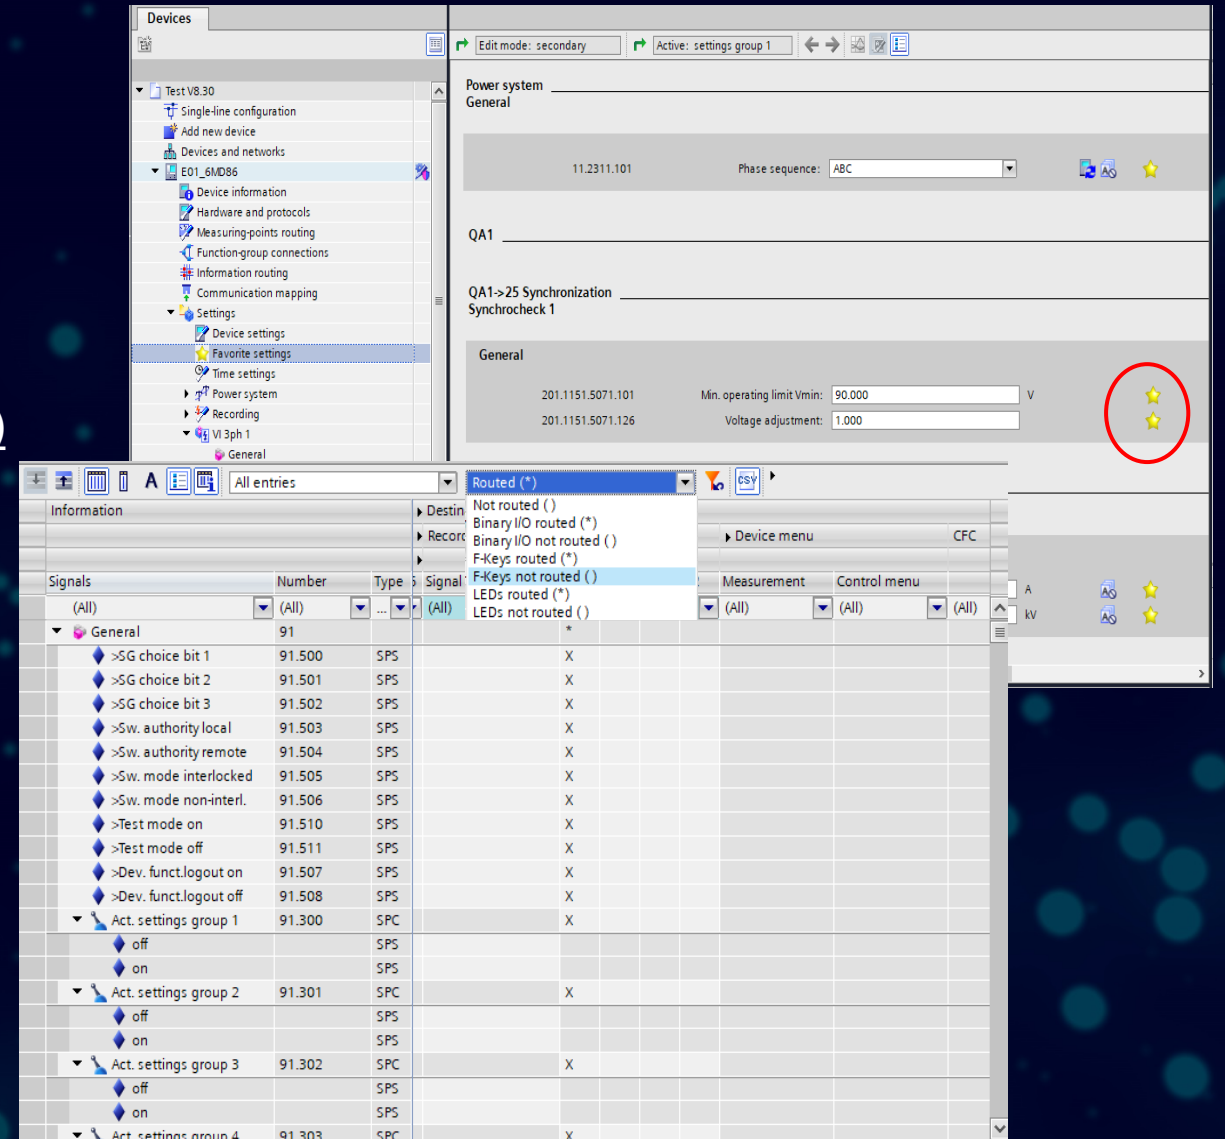 Devices
Edit mode: secondary
Active: settings group 1
Test V8.30
Single-line configuration
Add new device
Devices and networks
E01_6MD86
Device information
Hardware and protocols
Measuring-points routing
Function-group connections
Information routing
Communication mapping
Settings
Device settings
Favorite settings
Time settings
Power system
Recording
VI 3ph 1
General
Power system
General
11.2311.101 Phase sequence: ABC
QA1
QA1->25 Synchronization
Synchrocheck 1
General
201.1151.5071.101 Min. operating limit Vmin: 90.000 V
201.1151.5071.126 Voltage adjustment: 1.000
A
kV
)
A All entries Routed (*) CSV
Not routed ( )
Binary I/O routed (*)
Binary I/O not routed ( )
F-Keys routed (*)
F-Keys not routed ( )
LEDs routed (*)
LEDs not routed ( )
Information Destin
Recor Device menu CFC
Signals Number Type Signal Measurement Control menu
(All) (All) ... (All) (All) (All) (All)
General 91 *
>SG choice bit 1 91.500 SPS X
>SG choice bit 2 91.501 SPS X
>SG choice bit 3 91.502 SPS X
>Sw. authority local 91.503 SPS X
>Sw. authority remote 91.504 SPS X
>Sw. mode interlocked 91.505 SPS X
>Sw. mode non-interl. 91.506 SPS X
>Test mode on 91.510 SPS X
>Test mode off 91.511 SPS X
>Dev. funct.logout on 91.507 SPS X
>Dev. funct.logout off 91.508 SPS X
Act. settings group 1 91.300 SPC X
off SPS
on SPS
Act. settings group 2 91.301 SPC X
off SPS
on SPS
Act. settings group 3 91.302 SPC X
off SPS
on SPS
Act. settings group 4 91.303 SPC X